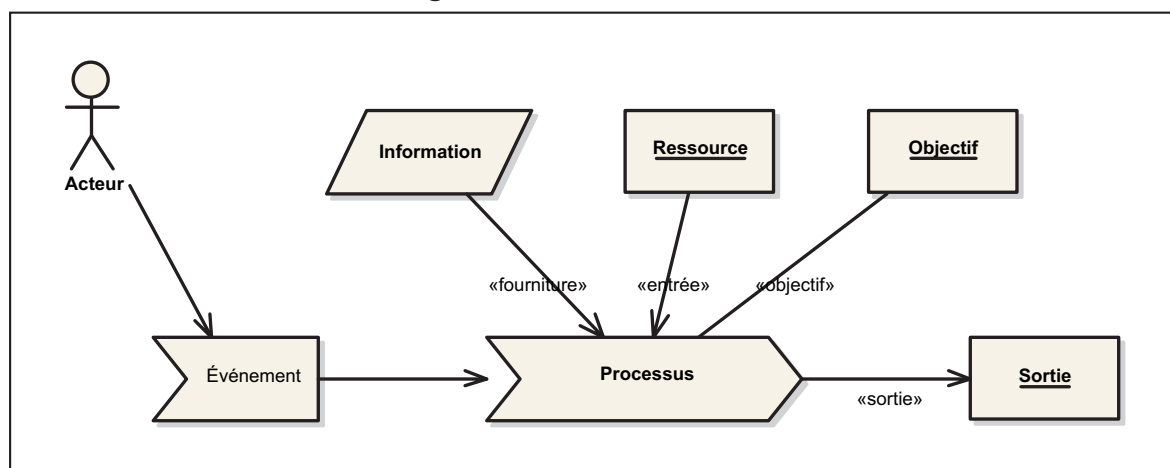 Acteur
Information
Ressource
Objectif
«fourniture»
«entrée»
«objectif»
Événement
Processus
Sortie
«sortie»